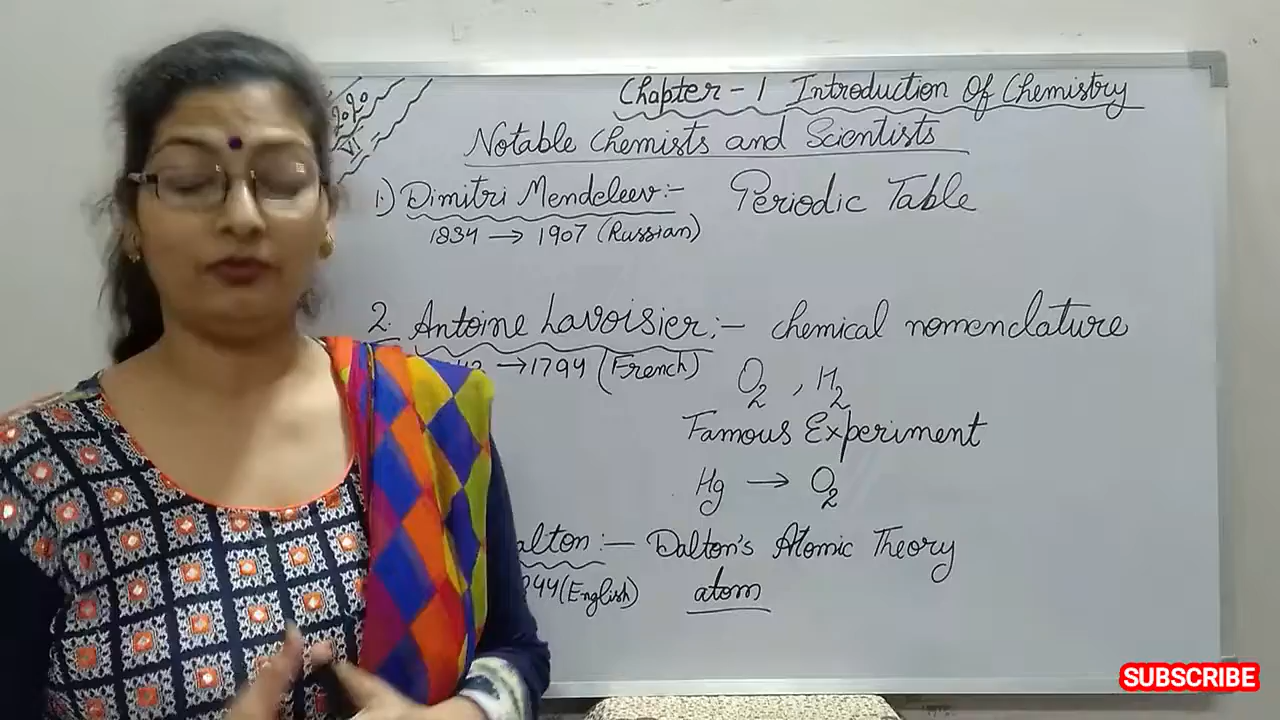 Chapter - 1 Introduction Of Chemistry
Notable Chemists and Scientists
1.) Dimitri Mendeleev :- Periodic Table
1834 → 1907 (Russian)
2. Antoine Lavoisier :- chemical nomenclature
→ 1794 (French)
O2 , H2
Famous Experiment
Hg → O2
alton :- Dalton's Atomic Theory
44 (English) atom
SUBSCRIBE